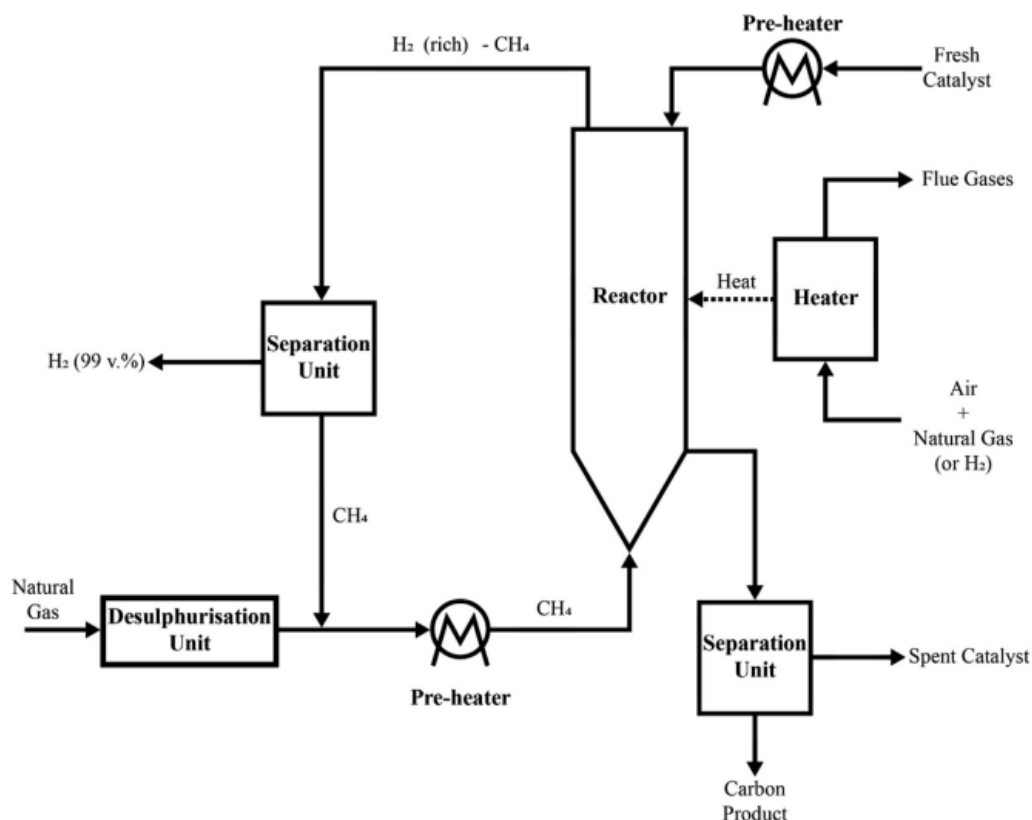 Pre-heater
H₂ (rich) - CH₄
Fresh
Catalyst
Flue Gases
Heat
Reactor
Heater
Separation
Unit
H₂ (99 v.%)
Air
+
Natural Gas
(or H₂)
CH₄
Natural
Gas
Desulphurisation
Unit
CH₄
Pre-heater
Separation
Unit
Spent Catalyst
Carbon
Product